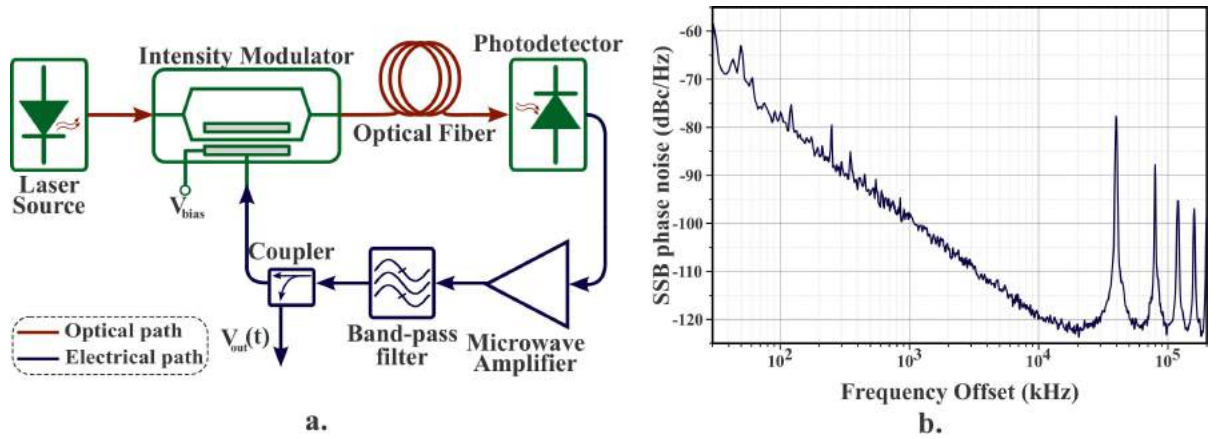 Intensity Modulator
Photodetector
Optical Fiber
Laser
Source
V_bias
Coupler
V_out(t)
Band-pass
filter
Microwave
Amplifier
Optical path
Electrical path
a.
SSB phase noise (dBc/Hz)
-60
-70
-80
-90
-100
-110
-120
10^2
10^3
10^4
10^5
Frequency Offset (kHz)
b.